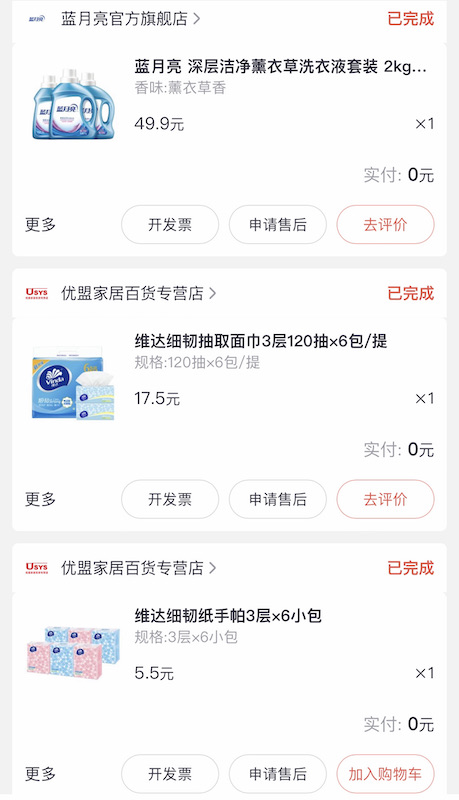 蓝月亮 蓝月亮官方旗舰店 > 已完成
蓝月亮 深层洁净薰衣草洗衣液套装 2kg...
香味:薰衣草香
蓝月亮
49.9元 ×1
实付: 0元
更多 开发票 申请售后 去评价
USYS 优盟家居百货专营店 > 已完成
维达细韧抽取面巾3层120抽×6包/提
规格:120抽×6包/提
Vinda
17.5元 ×1
实付: 0元
更多 开发票 申请售后 去评价
USYS 优盟家居百货专营店 > 已完成
维达细韧纸手帕3层×6小包
规格:3层×6小包
5.5元 ×1
实付: 0元
更多 开发票 申请售后 加入购物车